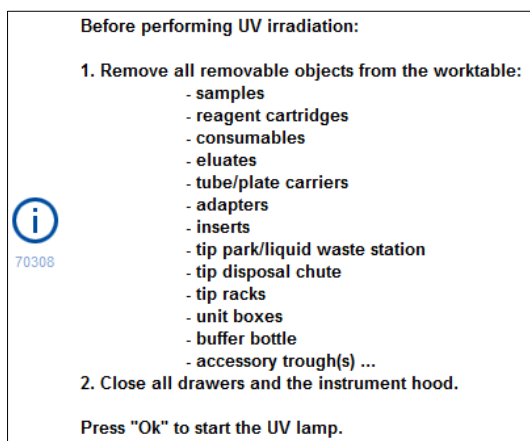 Before performing UV irradiation:
1. Remove all removable objects from the worktable:
- samples
- reagent cartridges
- consumables
- eluates
- tube/plate carriers
- adapters
- inserts
- tip park/liquid waste station
- tip disposal chute
- tip racks
- unit boxes
- buffer bottle
- accessory trough(s) ...
2. Close all drawers and the instrument hood.
Press "Ok" to start the UV lamp.
i
70308